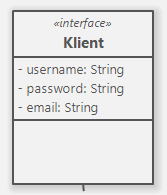 «interface»
Klient
- username: String
- password: String
- email: String